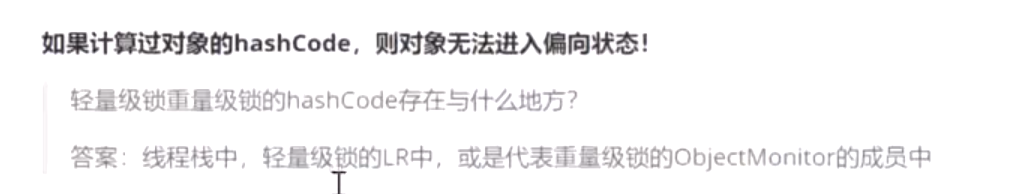 如果计算过对象的hashCode，则对象无法进入偏向状态！
轻量级锁重量级锁的hashCode存在与什么地方？
答案：线程栈中，轻量级锁的LR中，或是代表重量级锁的ObjectMonitor的成员中